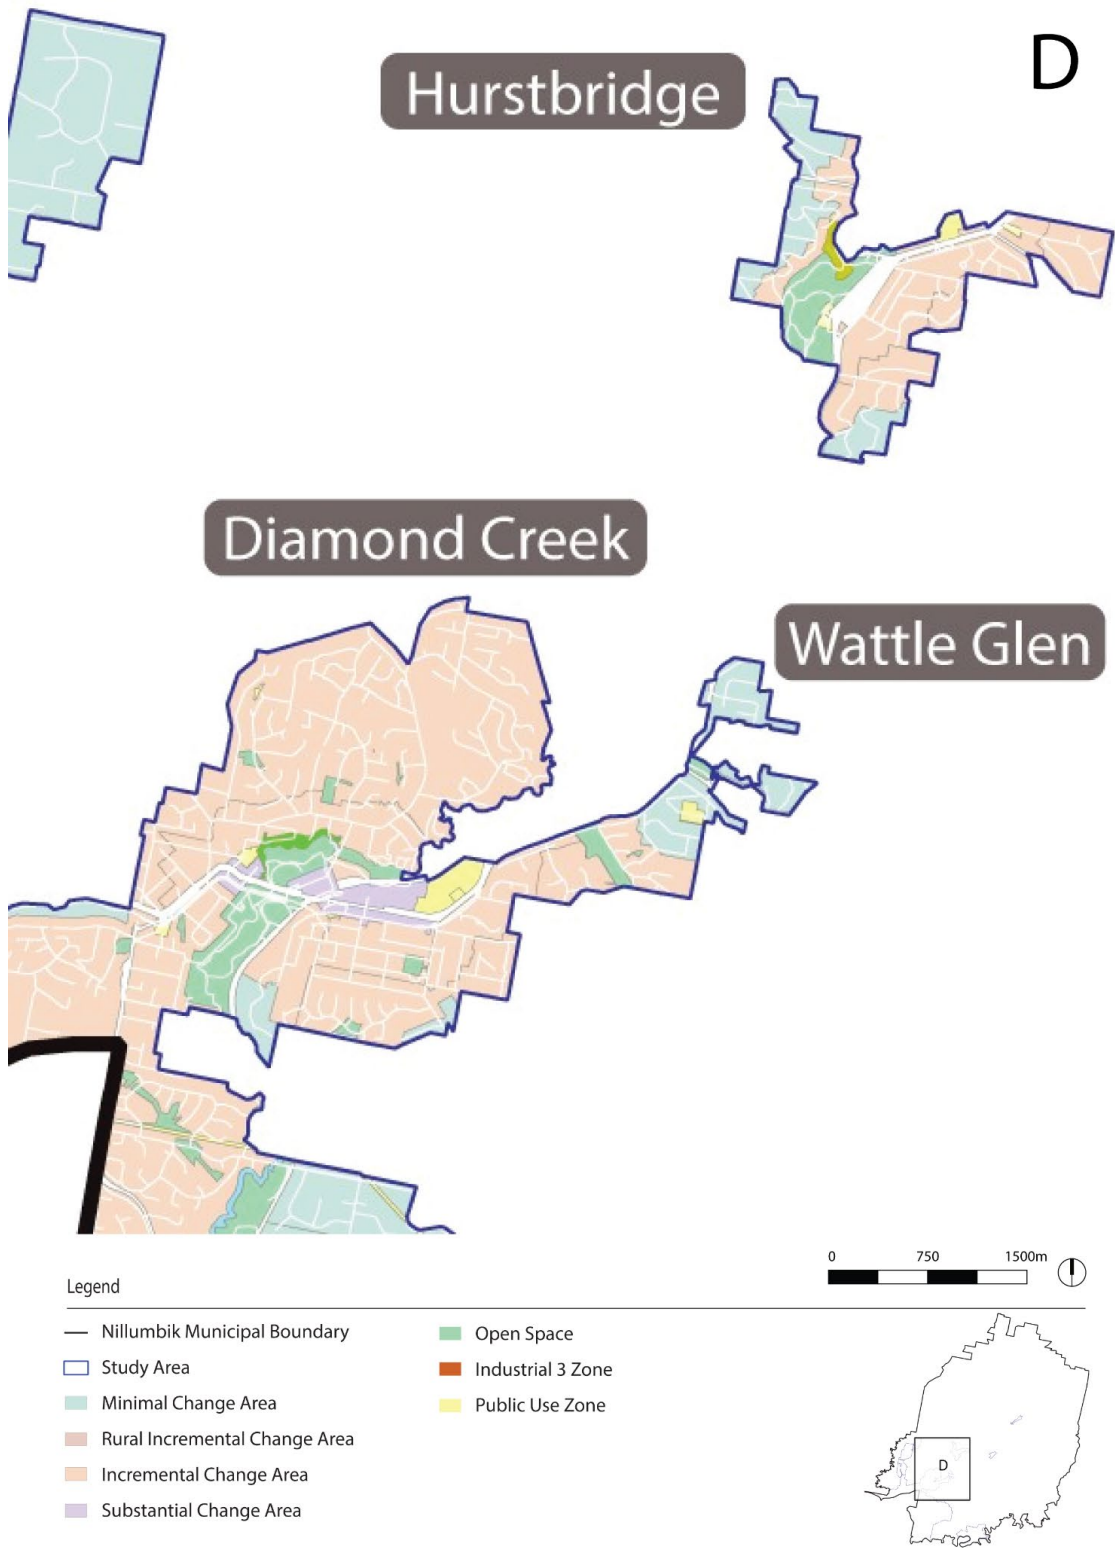 D
Hurstbridge
Diamond Creek
Wattle Glen
0 750 1500m
Legend
Nillumbik Municipal Boundary
Study Area
Minimal Change Area
Rural Incremental Change Area
Incremental Change Area
Substantial Change Area
Open Space
Industrial 3 Zone
Public Use Zone
D